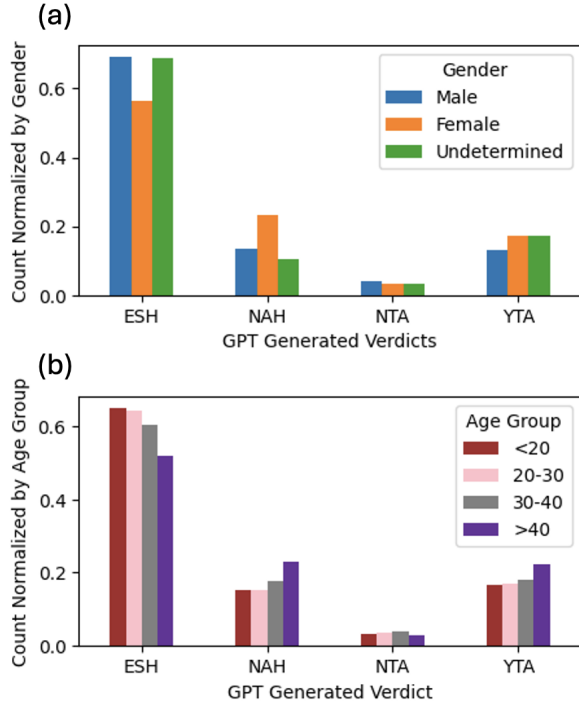 (a)
Count Normalized by Gender
0.6
0.4
0.2
0.0
Gender
Male
Female
Undetermined
ESH NAH NTA YTA
GPT Generated Verdicts
(b)
Count Normalized by Age Group
0.6
0.4
0.2
0.0
Age Group
<20
20-30
30-40
>40
ESH NAH NTA YTA
GPT Generated Verdict